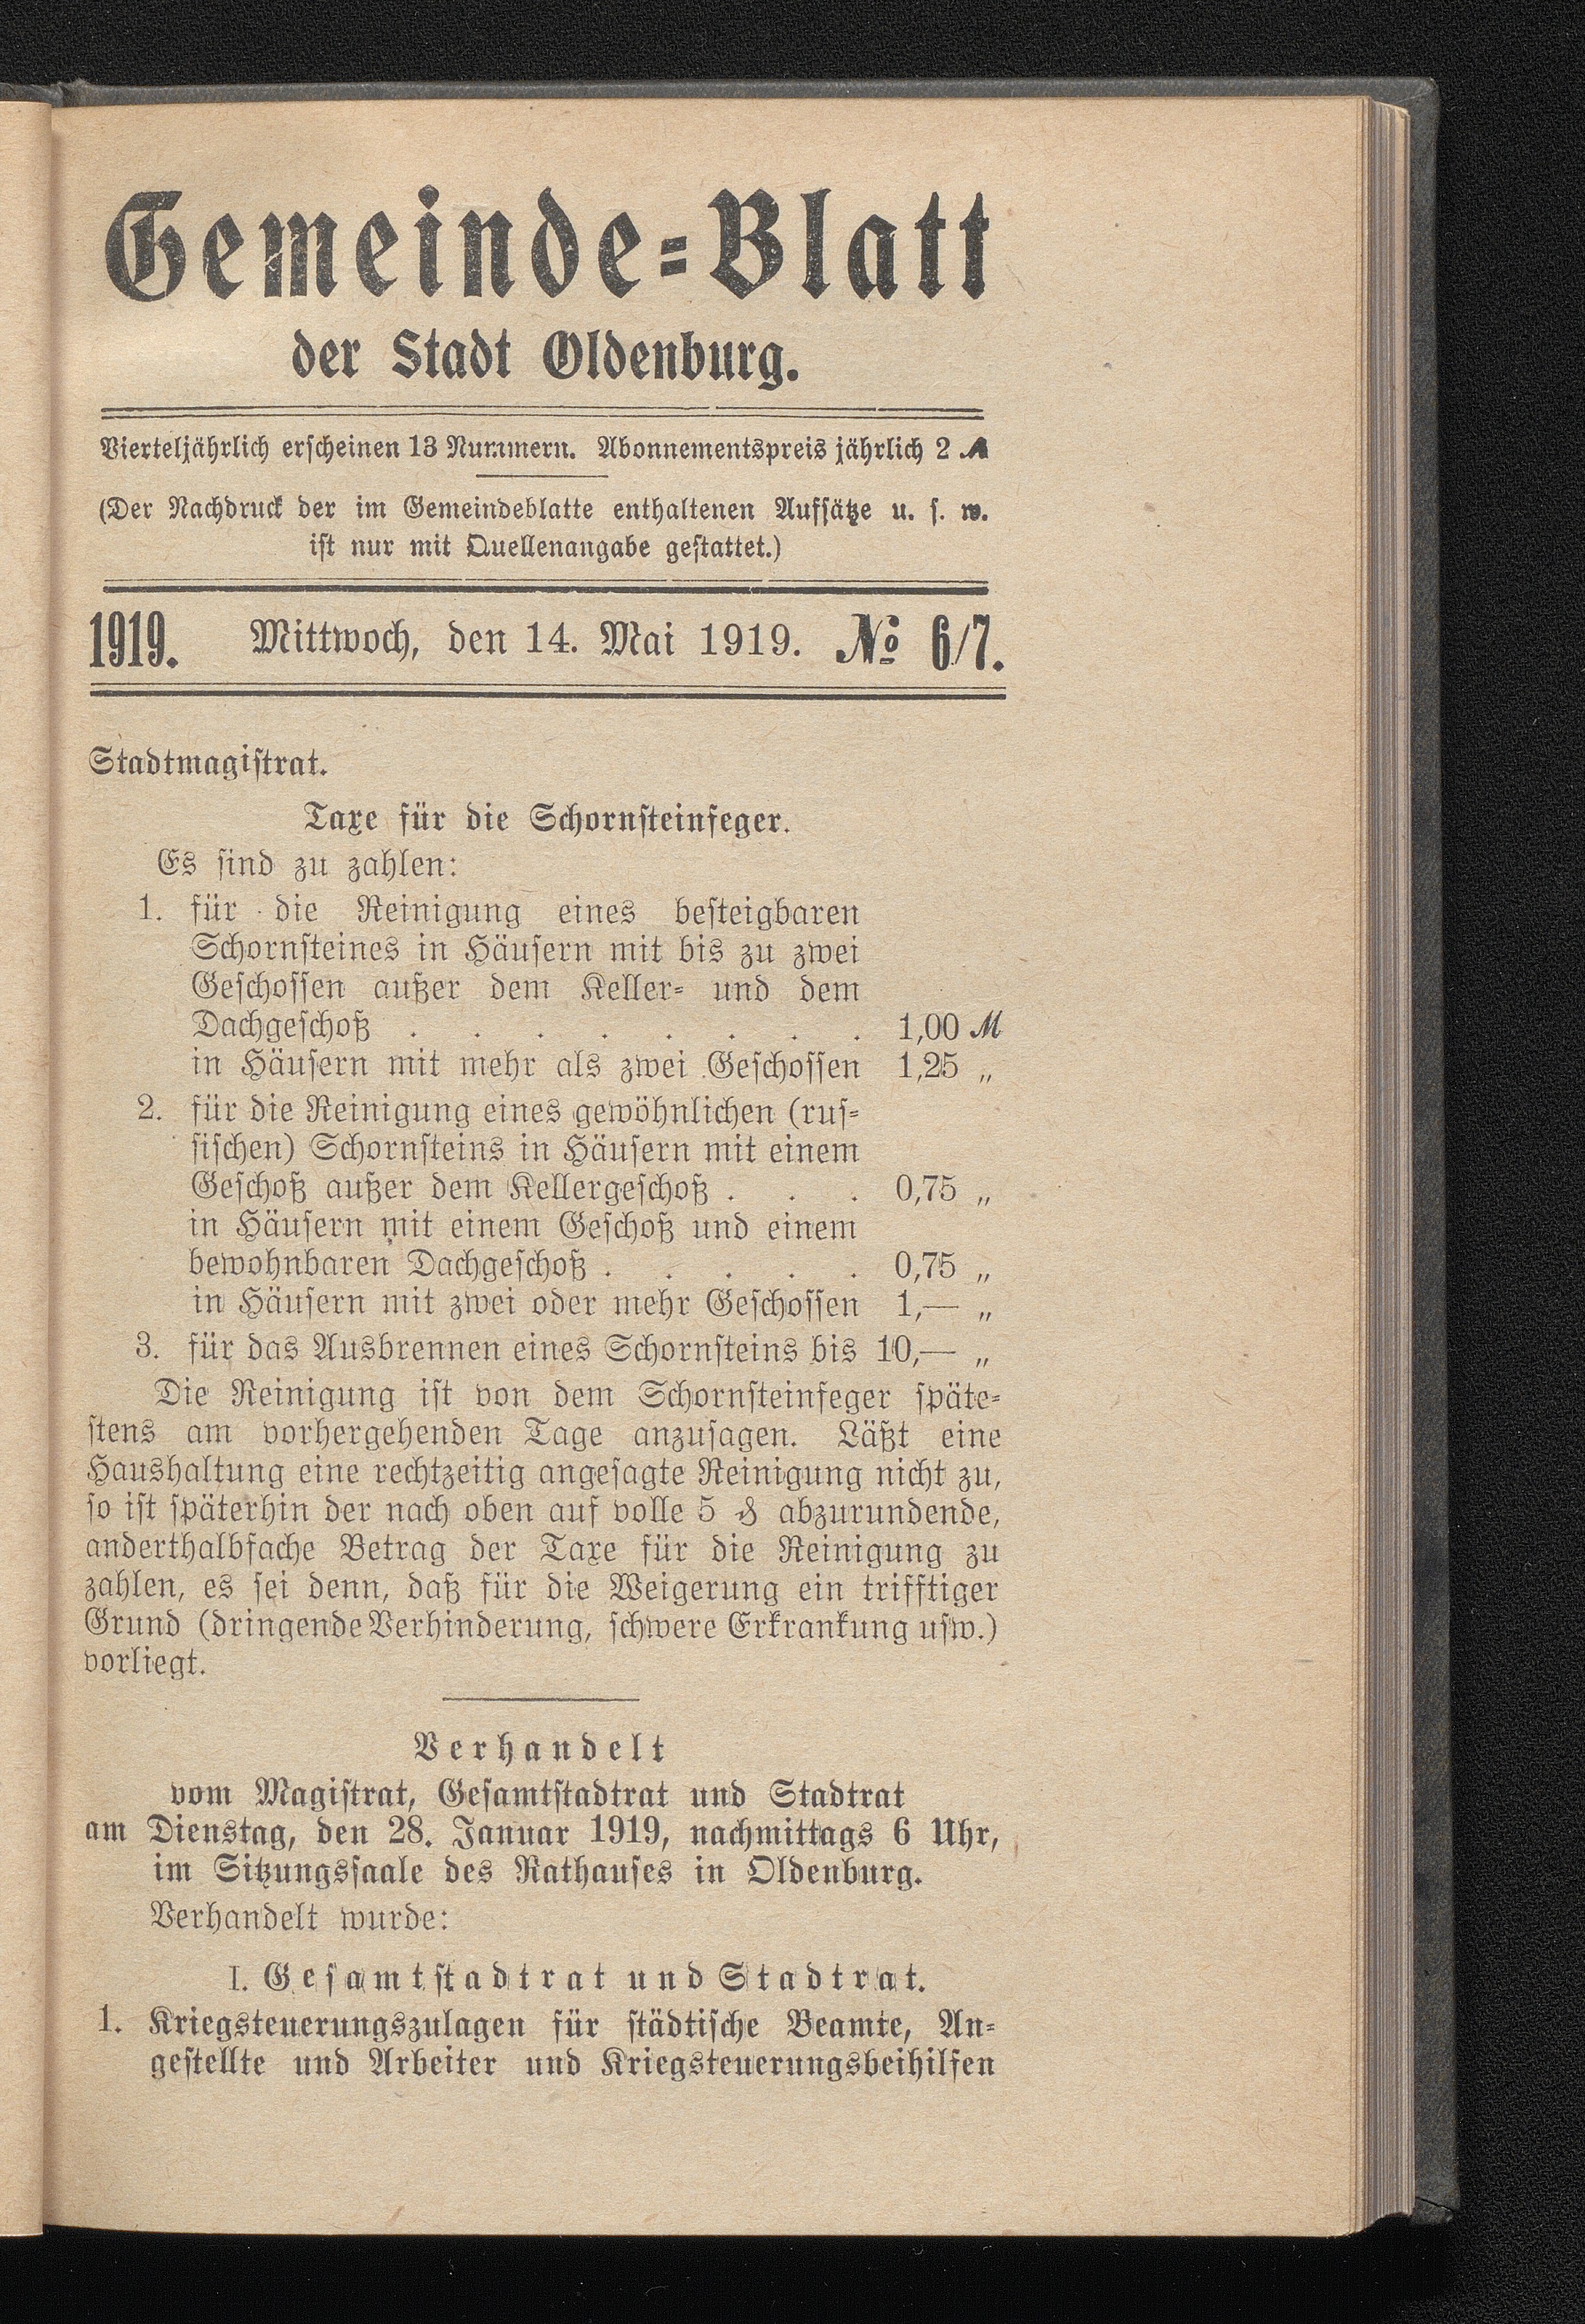 Gemeinde-Blatt
der Stadt Oldenburg.
Vierteljährlich erscheinen 13 Nummern. Abonnementspreis jährlich 2 ℳ
(Der Nachdruck der im Gemeindeblatte enthaltenen Aufsätze u. s. w.
ist nur mit Quellenangabe gestattet.)
1919. Mittwoch, den 14. Mai 1919. № 6/7.
Stadtmagistrat.
Taxe für die Schornsteinfeger.
Es sind zu zahlen:
1. für die Reinigung eines besteigbaren
Schornsteines in Häusern mit bis zu zwei
Geschossen außer dem Keller- und dem
Dachgeschoß . . . . . . . . 1,00 ℳ
in Häusern mit mehr als zwei Geschossen 1,25 „
2. für die Reinigung eines gewöhnlichen (rus-
sischen) Schornsteins in Häusern mit einem
Geschoß außer dem Kellergeschoß . . . 0,75 „
in Häusern mit einem Geschoß und einem
bewohnbaren Dachgeschoß . . . . . 0,75 „
in Häusern mit zwei oder mehr Geschossen 1,— „
3. für das Ausbrennen eines Schornsteins bis 10,— „
Die Reinigung ist von dem Schornsteinfeger späte-
stens am vorhergehenden Tage anzusagen. Läßt eine
Haushaltung eine rechtzeitig angesagte Reinigung nicht zu,
so ist späterhin der nach oben auf volle 5 ₰ abzurundende,
anderthalbfache Betrag der Taxe für die Reinigung zu
zahlen, es sei denn, daß für die Weigerung ein trifftiger
Grund (dringende Verhinderung, schwere Erkrankung usw.)
vorliegt.
Verhandelt
vom Magistrat, Gesamtstadtrat und Stadtrat
am Dienstag, den 28. Januar 1919, nachmittags 6 Uhr,
im Sitzungssaale des Rathauses in Oldenburg.
Verhandelt wurde:
I. Gesamtstadtrat und Stadtrat.
1. Kriegsteuerungszulagen für städtische Beamte, An-
gestellte und Arbeiter und Kriegsteuerungsbeihilfen